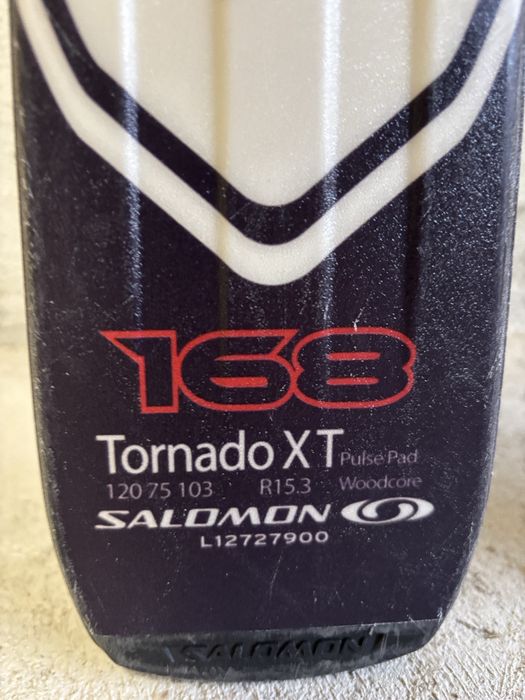 168
Tornado XT Pulse Pad
120 75 103 R15.3 Woodcore
SALOMON
L12727900
SALOMON